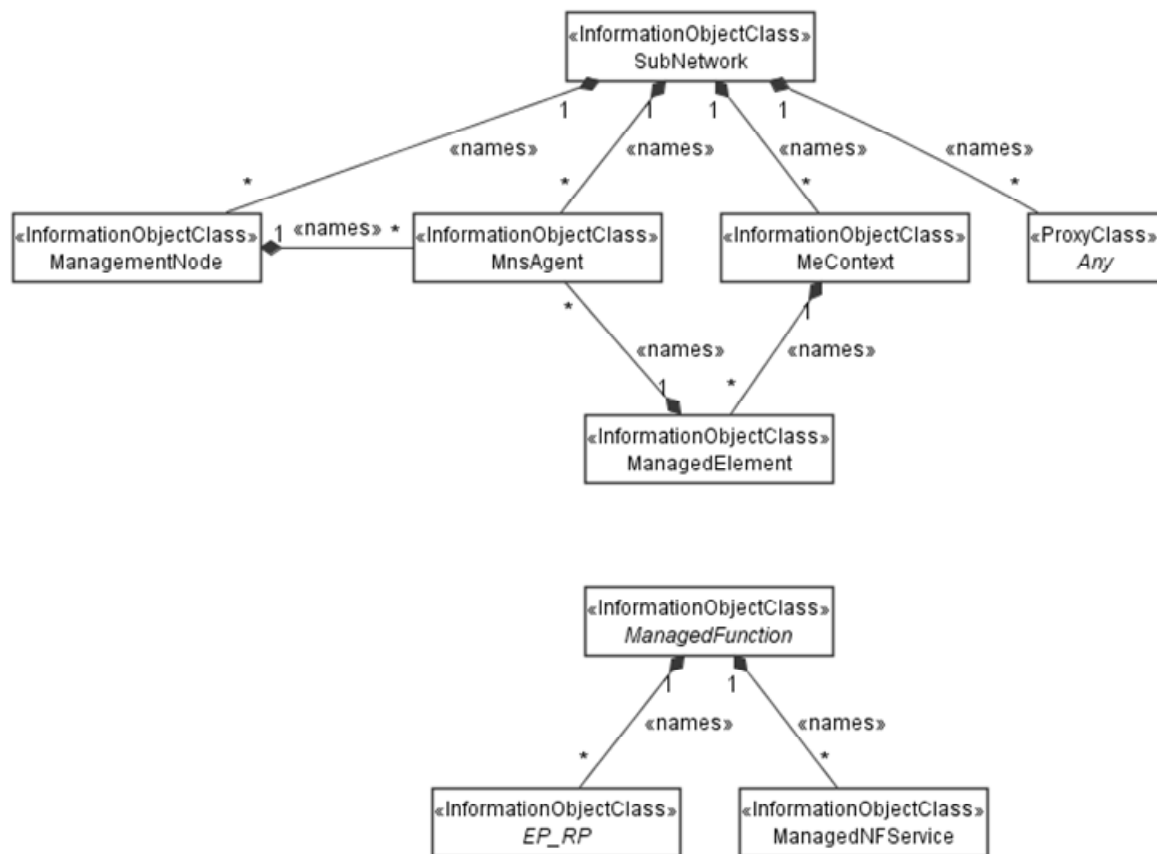 «InformationObjectClass»
SubNetwork
1 1 1 1
«names» «names» «names» «names»
* * * *
«InformationObjectClass»
ManagementNode
1 «names» *
«InformationObjectClass»
MnsAgent
«InformationObjectClass»
MeContext
«ProxyClass»
Any
* 1
«names» «names»
1 *
«InformationObjectClass»
ManagedElement
«InformationObjectClass»
ManagedFunction
1 1
«names» «names»
* *
«InformationObjectClass»
EP_RP
«InformationObjectClass»
ManagedNFService